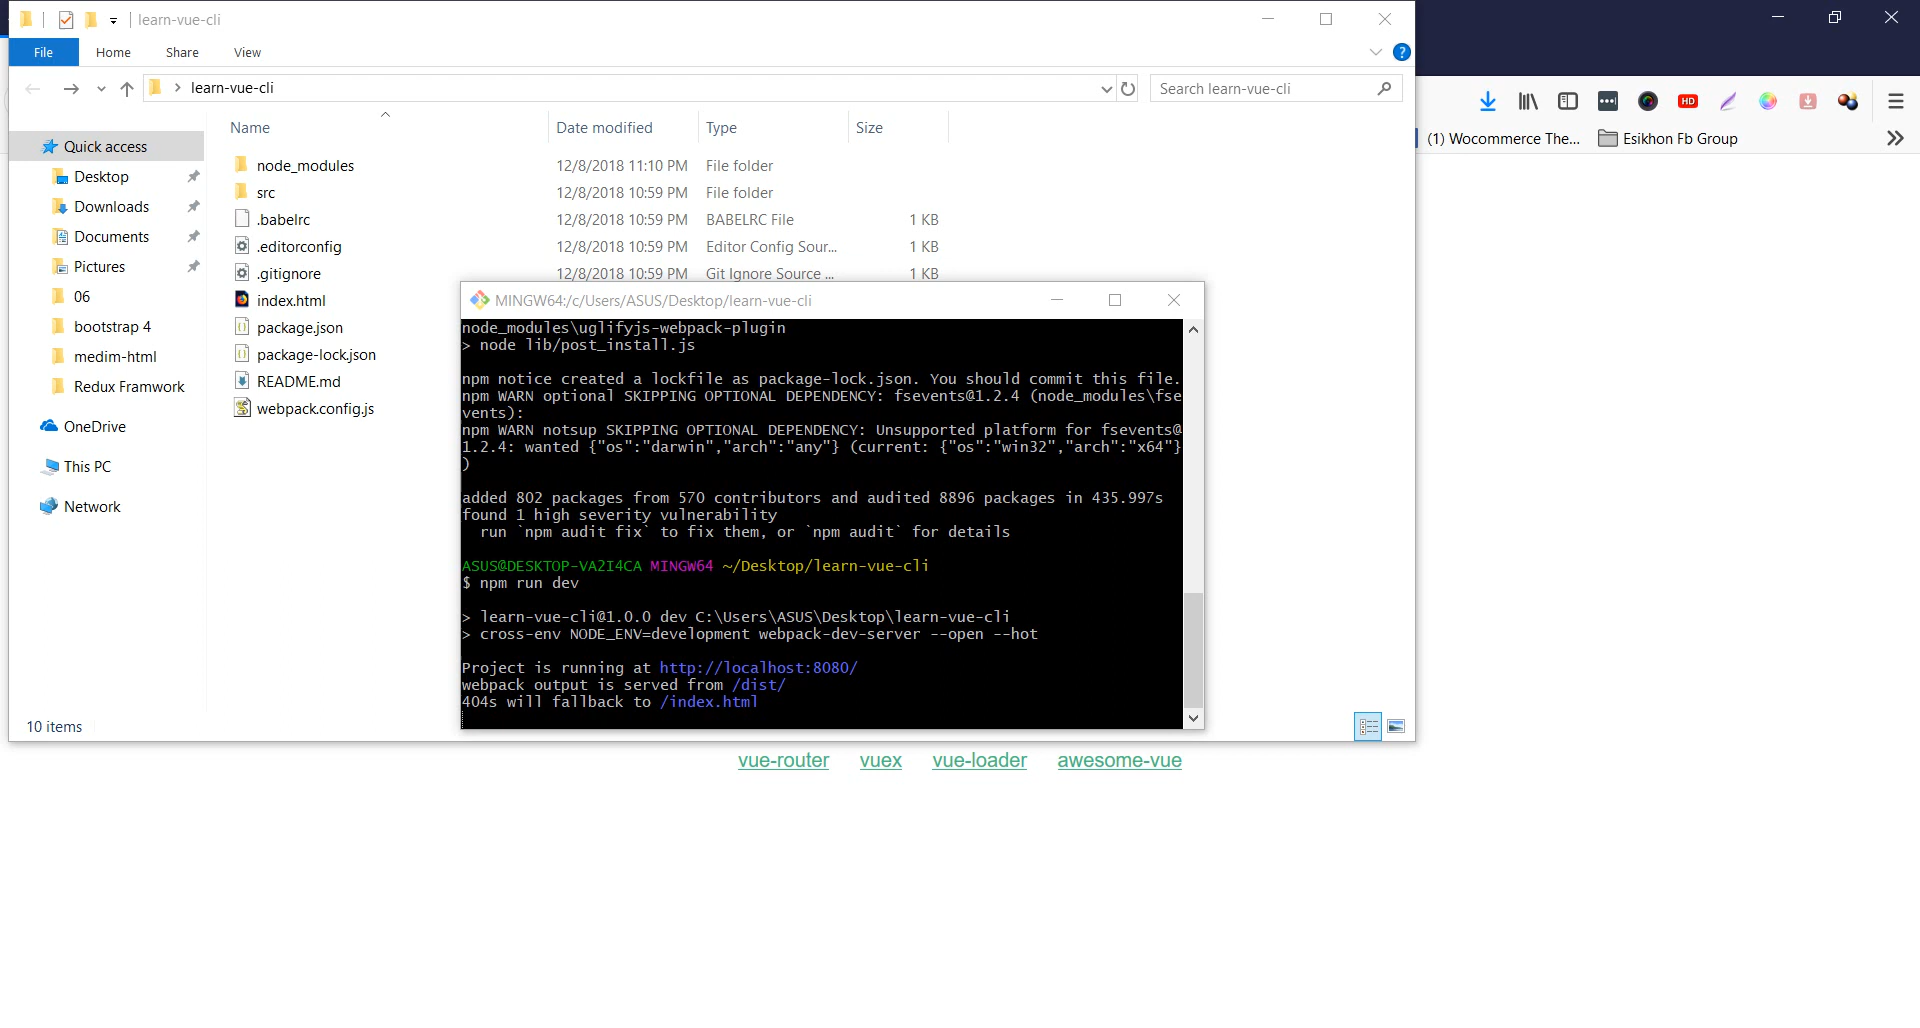 learn-vue-cli
File Home Share View
learn-vue-cli
Search learn-vue-cli
Name Date modified Type Size
Quick access
Desktop
Downloads
Documents
Pictures
06
bootstrap 4
medim-html
Redux Framwork
OneDrive
This PC
Network
node_modules 12/8/2018 11:10 PM File folder
src 12/8/2018 10:59 PM File folder
.babelrc 12/8/2018 10:59 PM BABELRC File 1 KB
.editorconfig 12/8/2018 10:59 PM Editor Config Sour... 1 KB
.gitignore 12/8/2018 10:59 PM Git Ignore Source ... 1 KB
index.html
package.json
package-lock.json
README.md
webpack.config.js
10 items
MINGW64:/c/Users/ASUS/Desktop/learn-vue-cli
node_modules\uglifyjs-webpack-plugin
> node lib/post_install.js
npm notice created a lockfile as package-lock.json. You should commit this file.
npm WARN optional SKIPPING OPTIONAL DEPENDENCY: fsevents@1.2.4 (node_modules\fse
vents):
npm WARN notsup SKIPPING OPTIONAL DEPENDENCY: Unsupported platform for fsevents@
1.2.4: wanted {"os":"darwin","arch":"any"} (current: {"os":"win32","arch":"x64"}
)
added 802 packages from 570 contributors and audited 8896 packages in 435.997s
found 1 high severity vulnerability
run `npm audit fix` to fix them, or `npm audit` for details
ASUS@DESKTOP-VA2I4CA MINGW64 ~/Desktop/learn-vue-cli
$ npm run dev
> learn-vue-cli@1.0.0 dev C:\Users\ASUS\Desktop\learn-vue-cli
> cross-env NODE_ENV=development webpack-dev-server --open --hot
Project is running at http://localhost:8080/
webpack output is served from /dist/
404s will fallback to /index.html
HD
(1) Wocommerce The... Esikhon Fb Group
vue-router vuex vue-loader awesome-vue